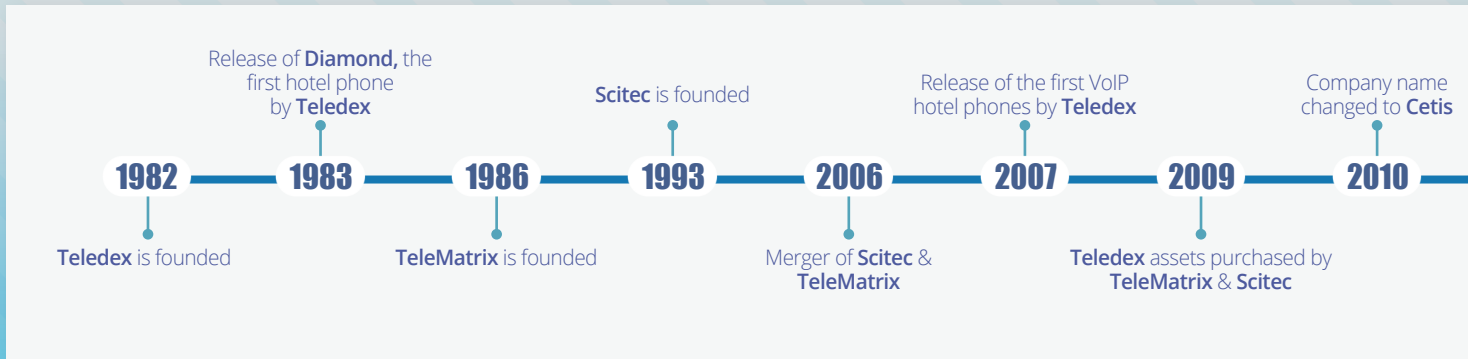 1982
Teledex is founded
Release of Diamond, the
first hotel phone
by Teledex
1983
1986
TeleMatrix is founded
Scitec is founded
1993
2006
Merger of Scitec &
TeleMatrix
Release of the first VoIP
hotel phones by Teledex
2007
2009
Teledex assets purchased by
TeleMatrix & Scitec
Company name
changed to Cetis
2010